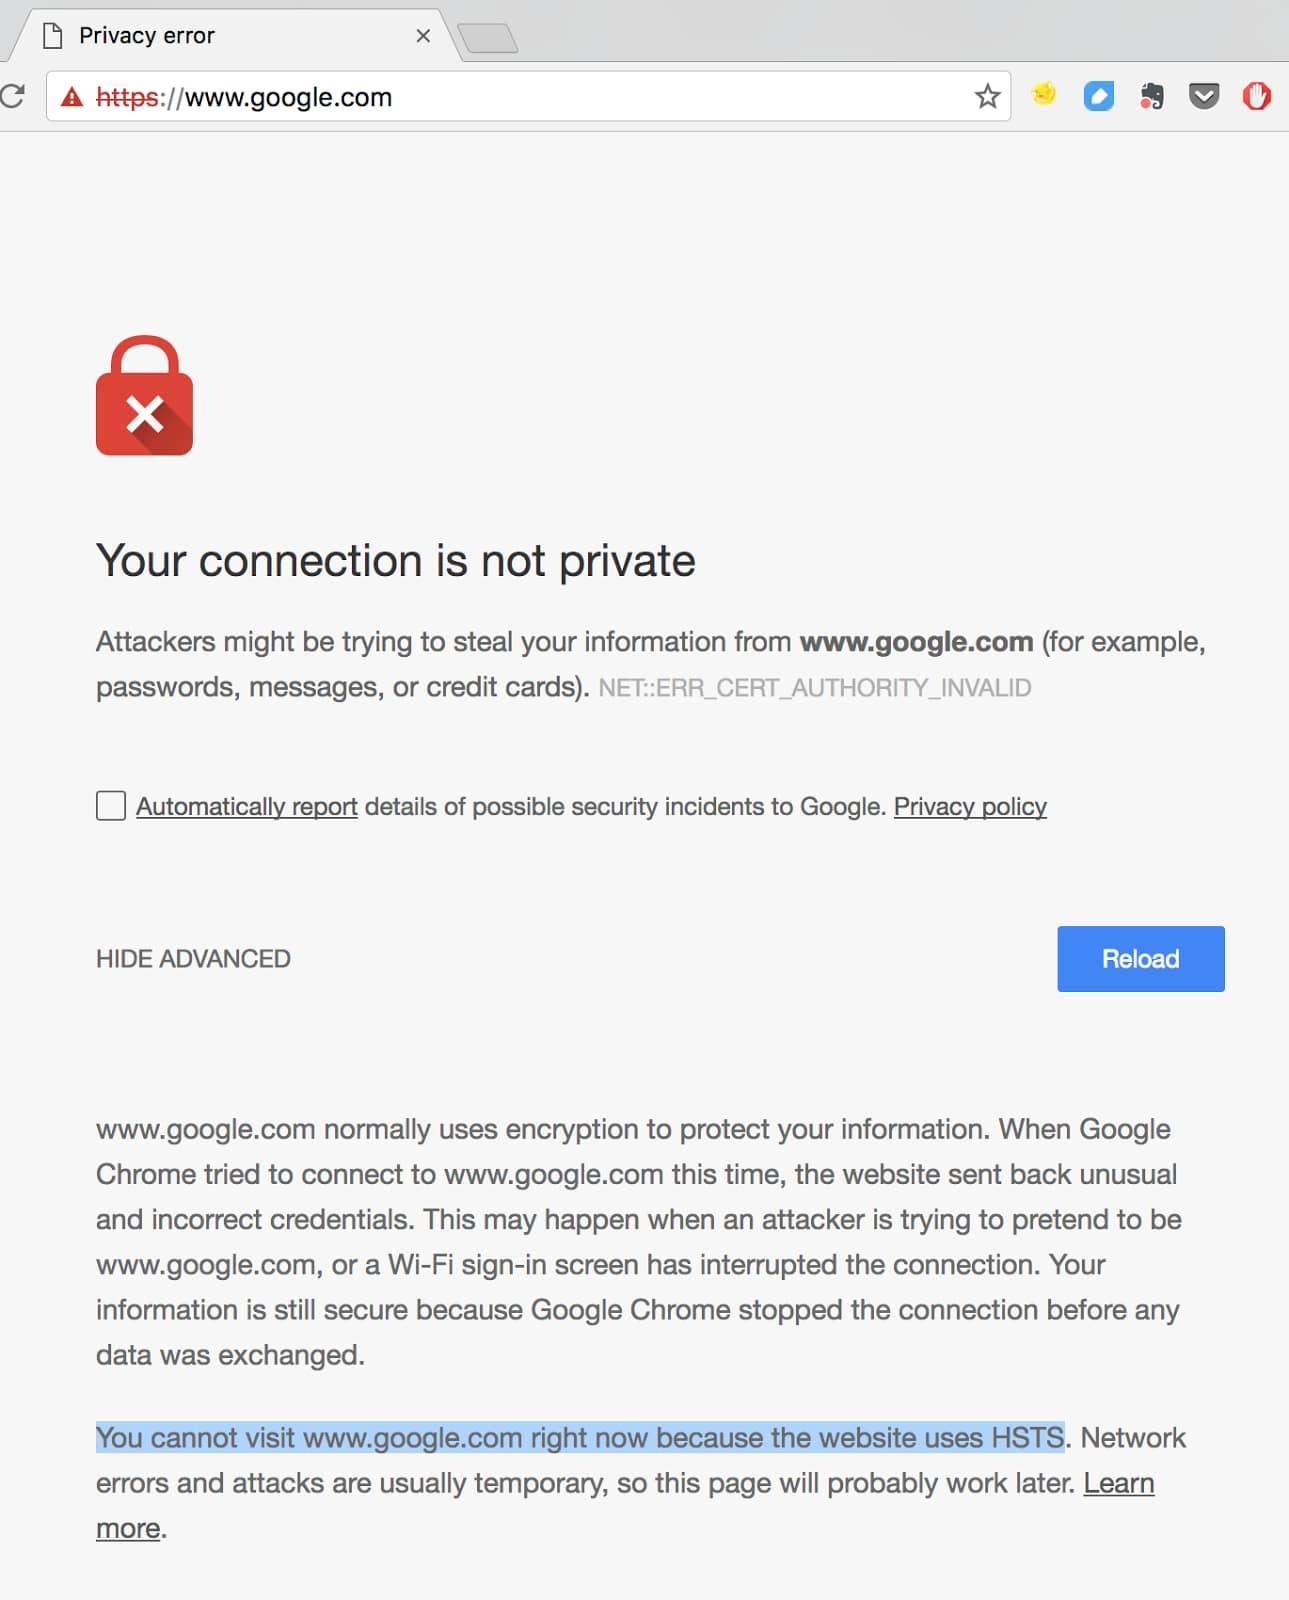 Privacy error
https://www.google.com
Your connection is not private
Attackers might be trying to steal your information from www.google.com (for example,
passwords, messages, or credit cards). NET::ERR_CERT_AUTHORITY_INVALID
Automatically report details of possible security incidents to Google. Privacy policy
HIDE ADVANCED
Reload
www.google.com normally uses encryption to protect your information. When Google
Chrome tried to connect to www.google.com this time, the website sent back unusual
and incorrect credentials. This may happen when an attacker is trying to pretend to be
www.google.com, or a Wi-Fi sign-in screen has interrupted the connection. Your
information is still secure because Google Chrome stopped the connection before any
data was exchanged.
You cannot visit www.google.com right now because the website uses HSTS. Network
errors and attacks are usually temporary, so this page will probably work later. Learn
more.